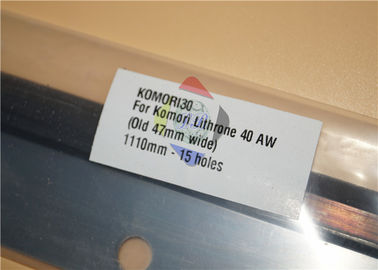 KOMORI30
For Komori Lithrone 40 AW
(Old 47mm wide)
1110mm - 15 holes